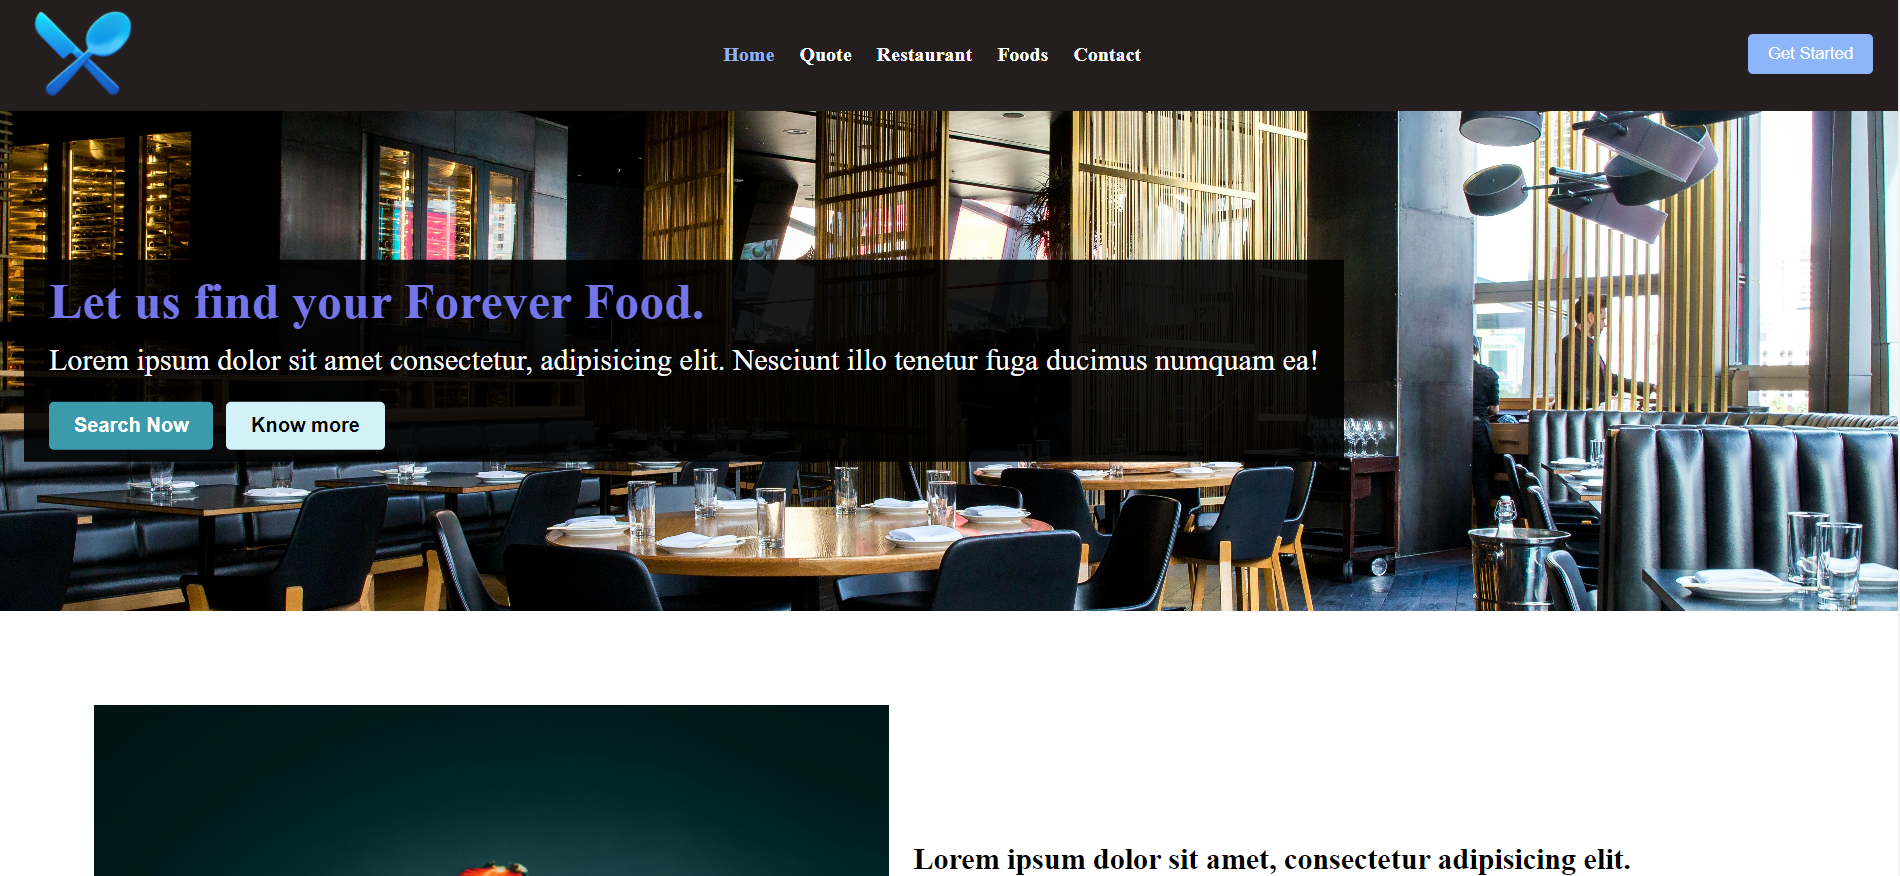 Home Quote Restaurant Foods Contact
Get Started
Let us find your Forever Food.
Lorem ipsum dolor sit amet consectetur, adipisicing elit. Nesciunt illo tenetur fuga ducimus numquam ea!
Search Now Know more
Lorem ipsum dolor sit amet, consectetur adipisicing elit.